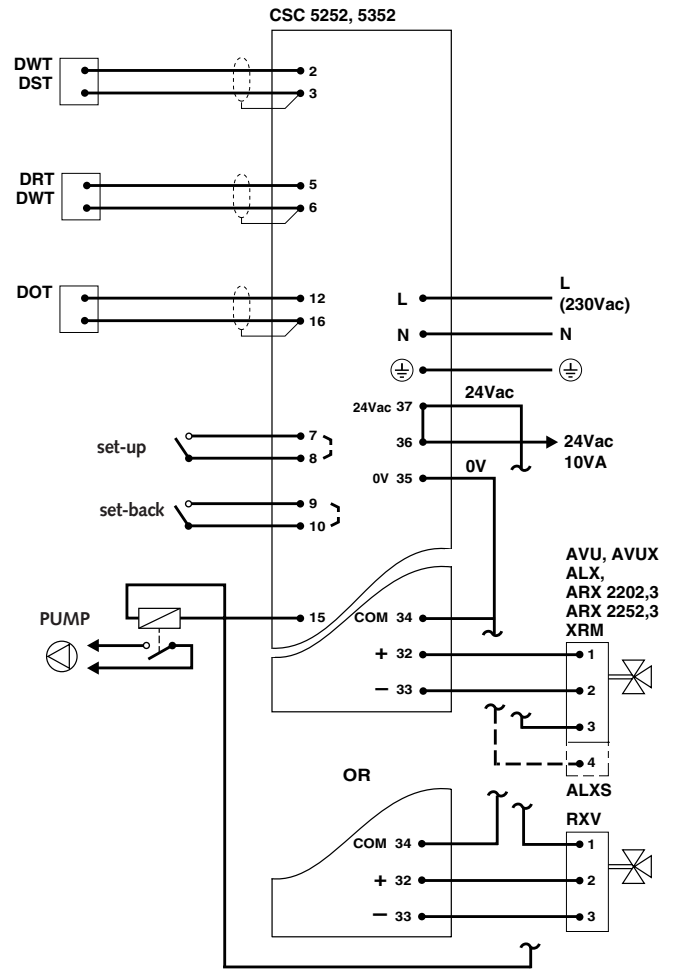 CSC 5252, 5352
DWT
DST
2
3
DRT
DWT
5
6
DOT
12
16
L
L
(230Vac)
N
N
24Vac 37
24Vac
36
24Vac
10VA
0V 35
0V
set-up
7
8
set-back
9
10
PUMP
15
COM 34
+ 32
− 33
AVU, AVUX
ALX,
ARX 2202,3
ARX 2252,3
XRM
1
2
3
4
ALXS
OR
RXV
COM 34
+ 32
− 33
1
2
3